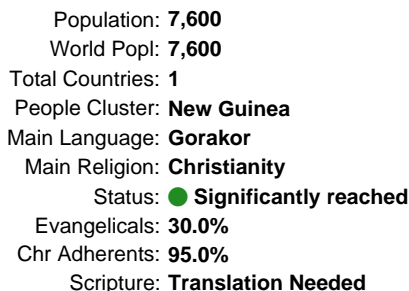 Population: 7,600
World Popl: 7,600
Total Countries: 1
People Cluster: New Guinea
Main Language: Gorakor
Main Religion: Christianity
Status: Significantly reached
Evangelicals: 30.0%
Chr Adherents: 95.0%
Scripture: Translation Needed